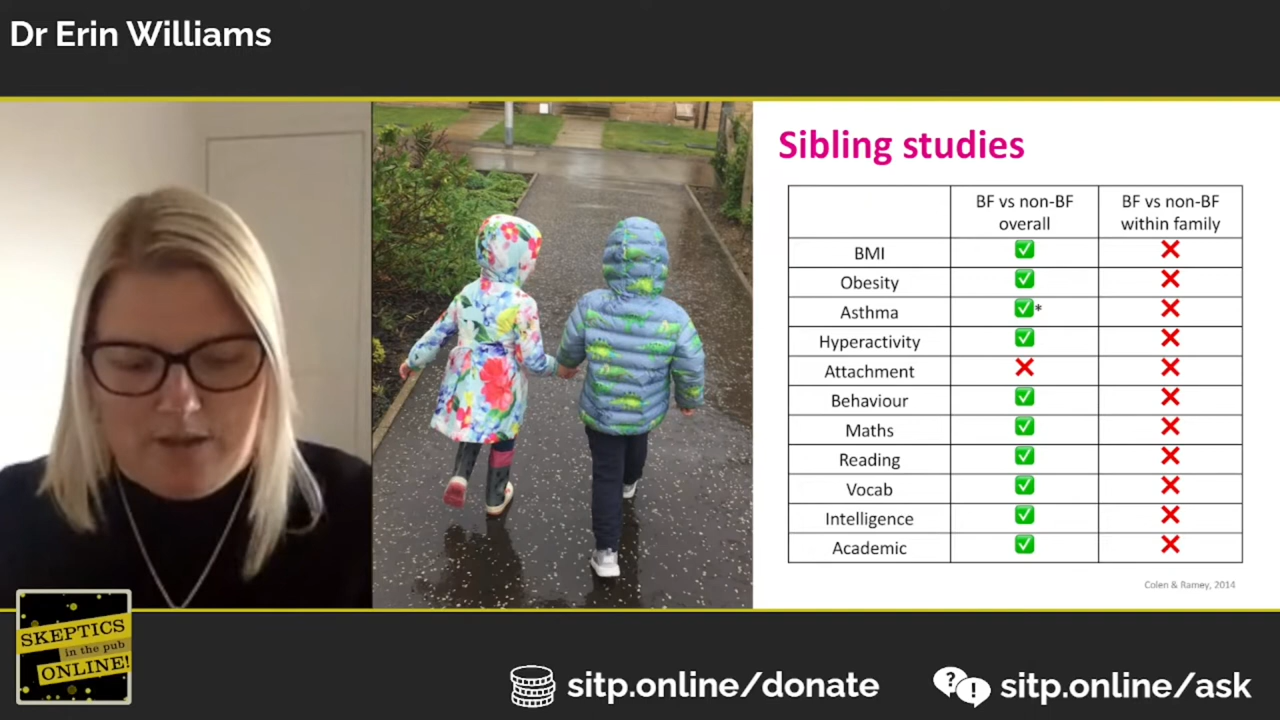 Dr Erin Williams
Sibling studies
BF vs non-BF
overall
BF vs non-BF
within family
BMI ✅ ❌
Obesity ✅ ❌
Asthma ✅* ❌
Hyperactivity ✅ ❌
Attachment ❌ ❌
Behaviour ✅ ❌
Maths ✅ ❌
Reading ✅ ❌
Vocab ✅ ❌
Intelligence ✅ ❌
Academic ✅ ❌
Colen & Ramey, 2014
SKEPTICS
in the pub
ONLINE!
sitp.online/donate
sitp.online/ask